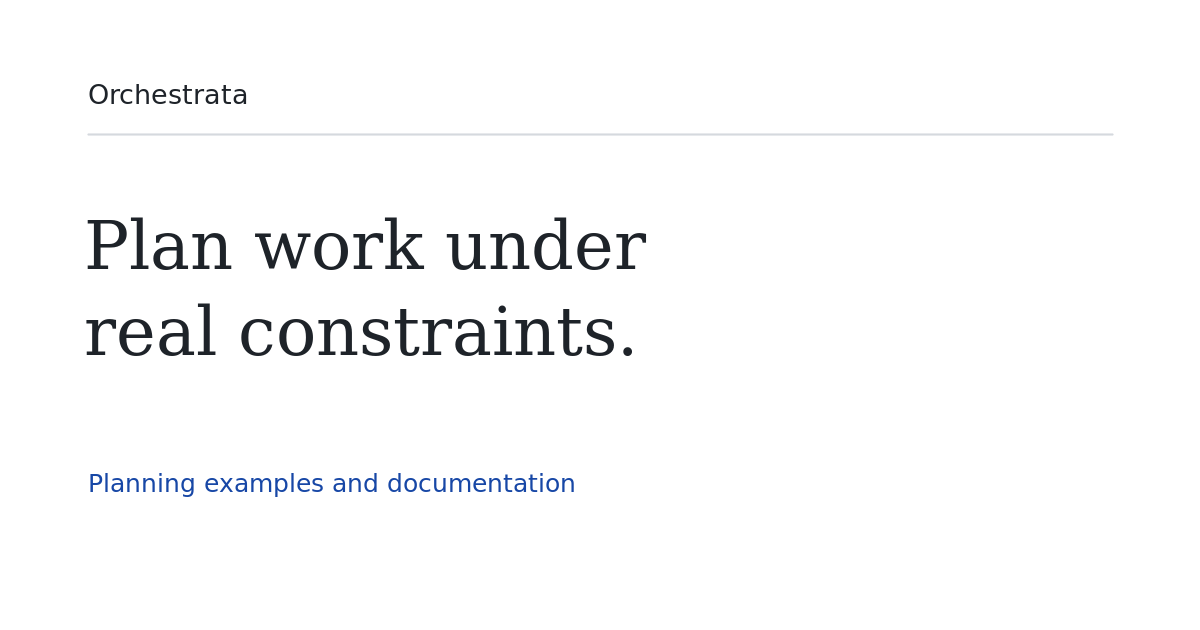 Orchestrata
Plan work under
real constraints.
Planning examples and documentation